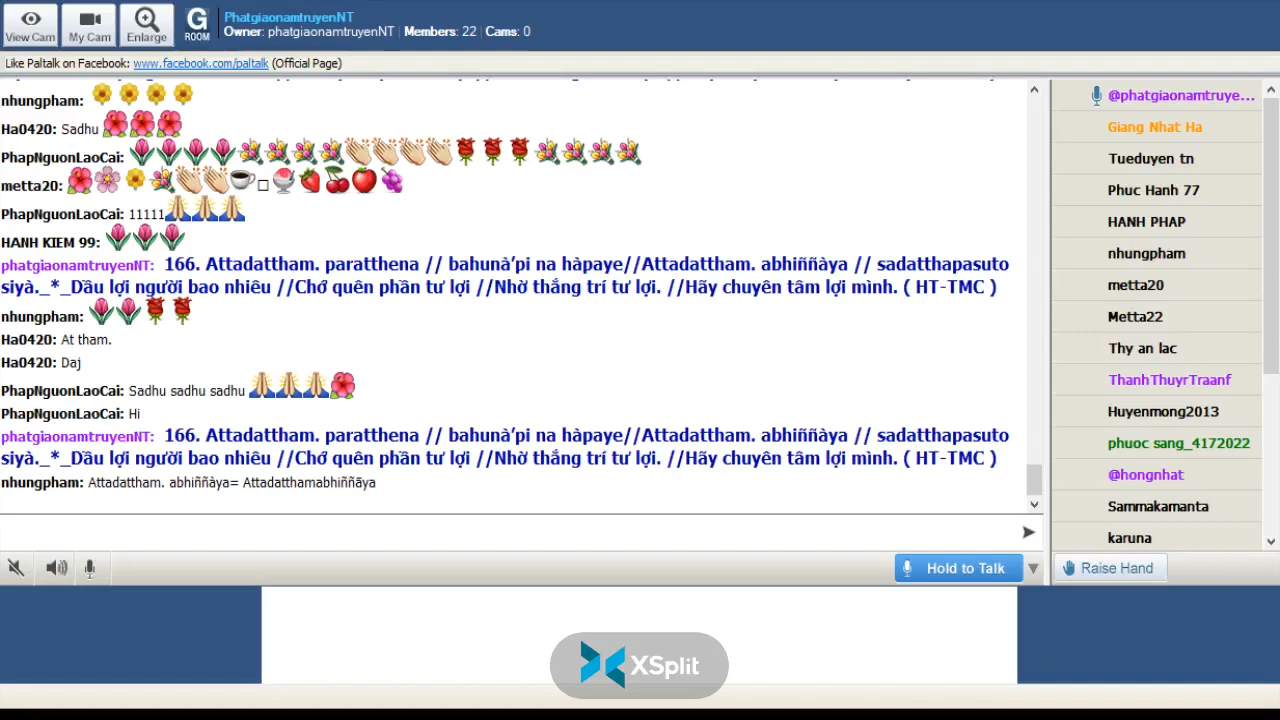 View Cam
My Cam
Enlarge
G
ROOM
PhatgiaonamtruyenNT
Owner: phatgiaonamtruyenNT | Members: 22 | Cams: 0
Like Paltalk on Facebook: www.facebook.com/paltalk (Official Page)
nhungpham:
Ha0420: Sadhu
PhapNguonLaoCai:
metta20:
PhapNguonLaoCai: 11111
HANH KIEM 99:
phatgiaonamtruyenNT: 166. Attadattham. paratthena // bahunà’pi na hàpaye//Attadattham. abhiññàya // sadatthapasuto
siyà._*_Dầu lợi người bao nhiêu //Chớ quên phần tư lợi //Nhờ thắng trí tư lợi. //Hãy chuyên tâm lợi mình. ( HT-TMC )
nhungpham:
Ha0420: At tham.
Ha0420: Daj
PhapNguonLaoCai: Sadhu sadhu sadhu
PhapNguonLaoCai: Hi
phatgiaonamtruyenNT: 166. Attadattham. paratthena // bahunà’pi na hàpaye//Attadattham. abhiññàya // sadatthapasuto
siyà._*_Dầu lợi người bao nhiêu //Chớ quên phần tư lợi //Nhờ thắng trí tư lợi. //Hãy chuyên tâm lợi mình. ( HT-TMC )
nhungpham: Attadattham. abhiññàya= Attadatthamabhiññāya
@phatgiaonamtruye...
Giang Nhat Ha
Tueduyen tn
Phuc Hanh 77
HANH PHAP
nhungpham
metta20
Metta22
Thy an lac
ThanhThuyrTraanf
Huyenmong2013
phuoc sang_4172022
@hongnhat
Sammakamanta
karuna
Hold to Talk
Raise Hand
XSplit